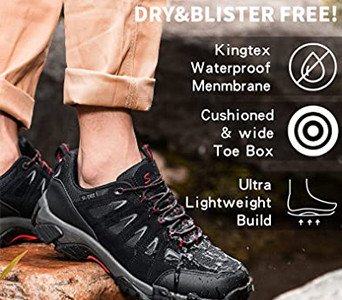 DRY&BLISTER FREE!
Kingtex
Waterproof
Menmbrane
Cushioned
& wide
Toe Box
Ultra
Lightweight
Build